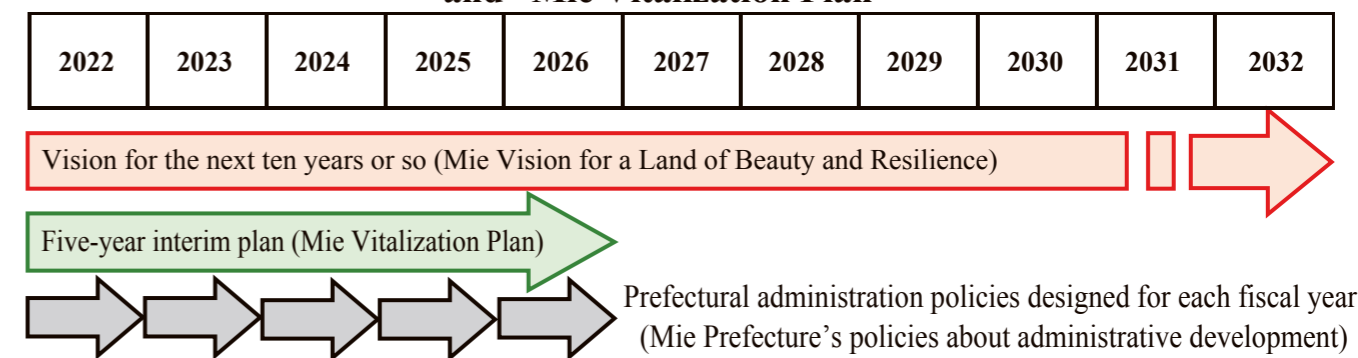 2022 2023 2024 2025 2026 2027 2028 2029 2030 2031 2032
Vision for the next ten years or so (Mie Vision for a Land of Beauty and Resilience)
Five-year interim plan (Mie Vitalization Plan)
Prefectural administration policies designed for each fiscal year
(Mie Prefecture’s policies about administrative development)